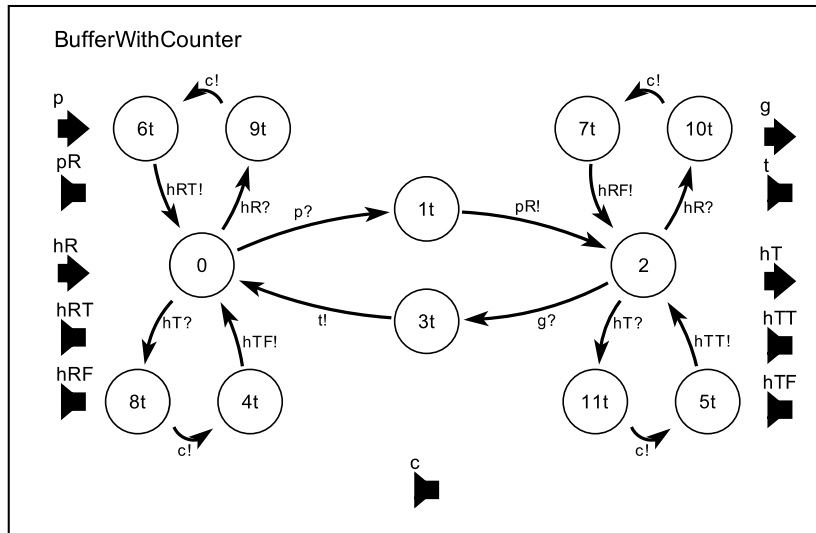 BufferWithCounter
c!
c!
p
6t
9t
7t
10t
g
pR
hRT!
hR?
hRF!
hR?
t
p?
1t
pR!
hR
0
2
hT
hRT
hT?
hTF!
t!
3t
g?
hT?
hTT!
hTT
hRF
8t
4t
11t
5t
hTF
c!
c!
c